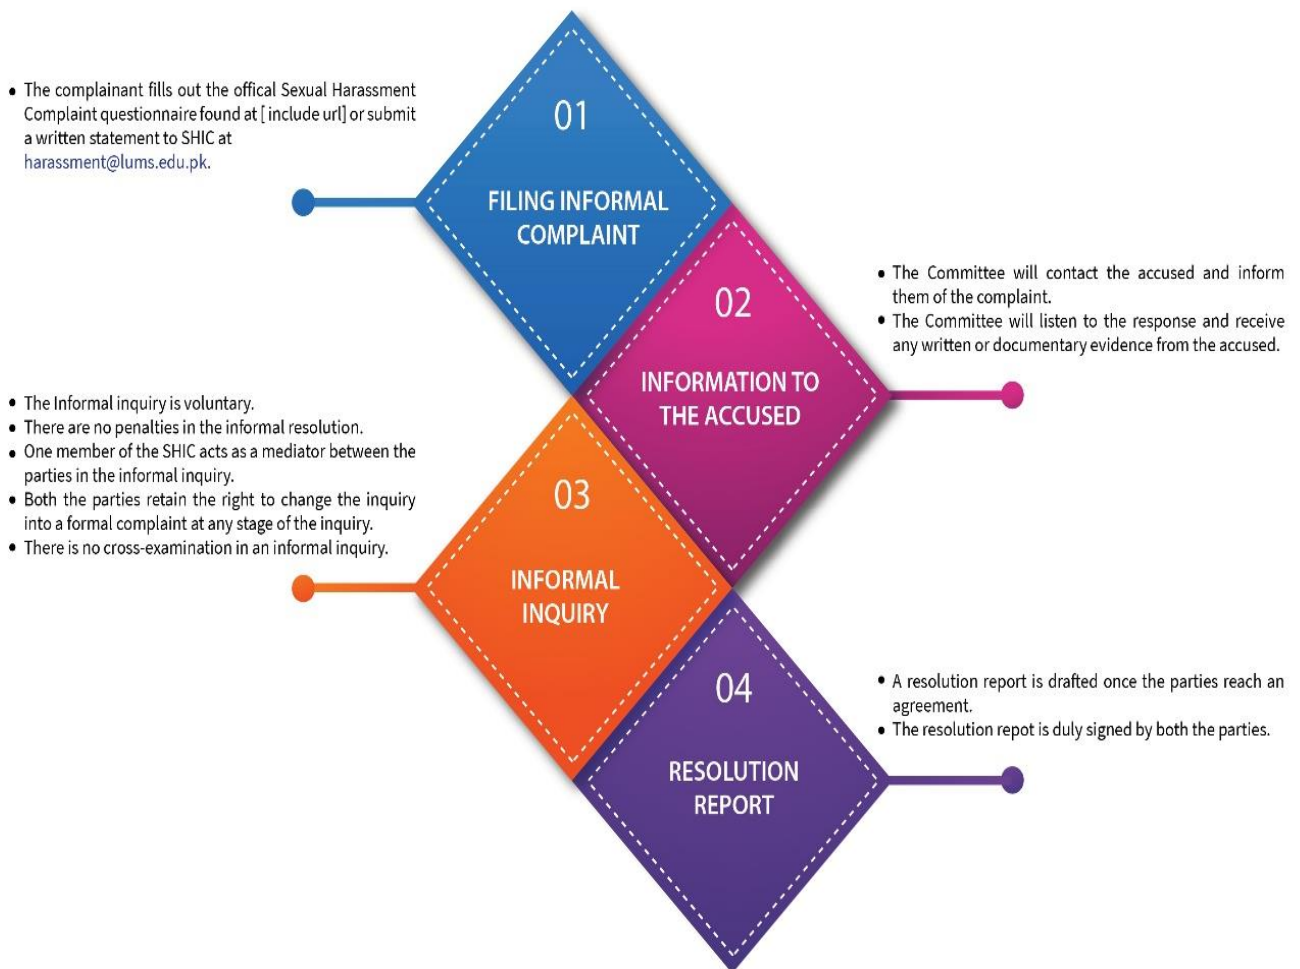 • The complainant fills out the offical Sexual Harassment
Complaint questionnaire found at [ include url] or submit
a written statement to SHIC at
harassment@lums.edu.pk.
01
FILING INFORMAL
COMPLAINT
• The Committee will contact the accused and inform
them of the complaint.
• The Committee will listen to the response and receive
any written or documentary evidence from the accused.
02
INFORMATION TO
THE ACCUSED
• The Informal inquiry is voluntary.
• There are no penalties in the informal resolution.
• One member of the SHIC acts as a mediator between the
parties in the informal inquiry.
• Both the parties retain the right to change the inquiry
into a formal complaint at any stage of the inquiry.
• There is no cross-examination in an informal inquiry.
03
INFORMAL
INQUIRY
• A resolution report is drafted once the parties reach an
agreement.
• The resolution repot is duly signed by both the parties.
04
RESOLUTION
REPORT